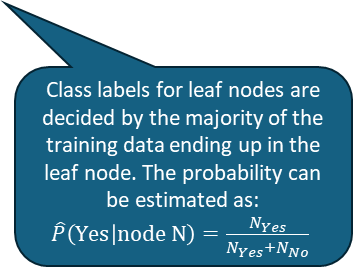 Class labels for leaf nodes are
decided by the majority of the
training data ending up in the
leaf node. The probability can
be estimated as:
P̂(Yes|node N) = N_Yes / (N_Yes+N_No)